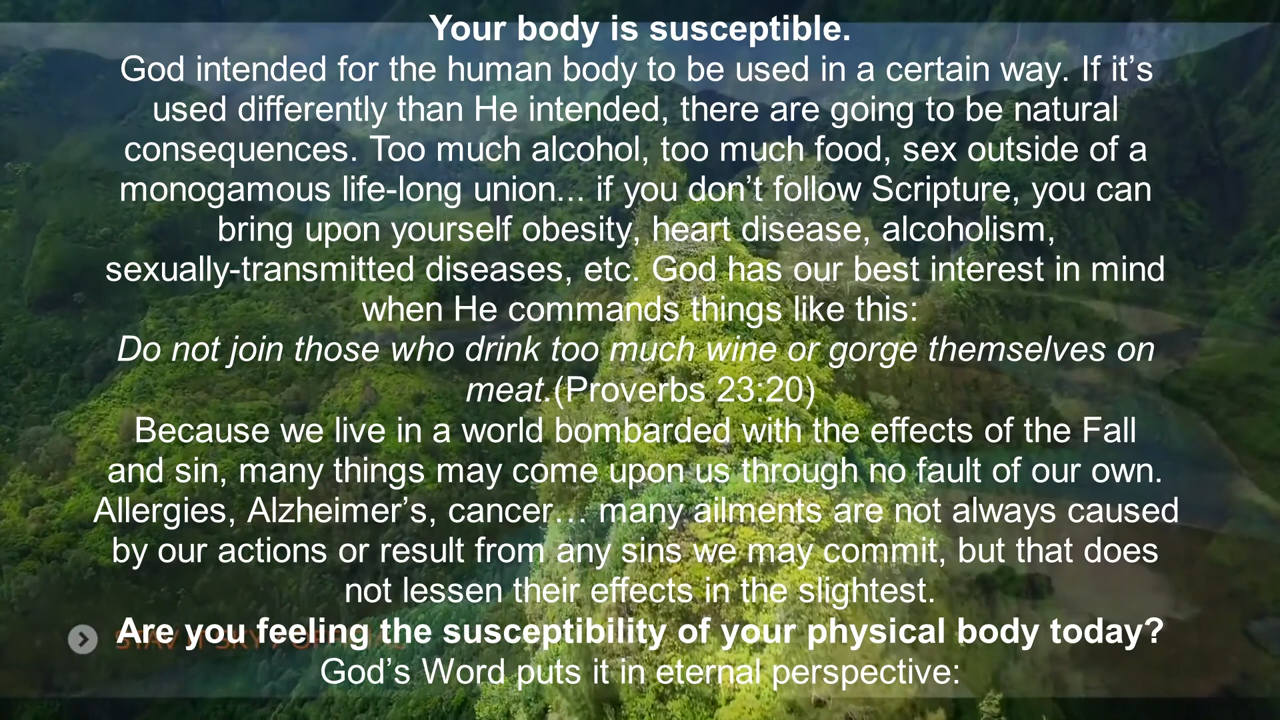 Your body is susceptible.
God intended for the human body to be used in a certain way. If it’s
used differently than He intended, there are going to be natural
consequences. Too much alcohol, too much food, sex outside of a
monogamous life-long union... if you don’t follow Scripture, you can
bring upon yourself obesity, heart disease, alcoholism,
sexually-transmitted diseases, etc. God has our best interest in mind
when He commands things like this:
Do not join those who drink too much wine or gorge themselves on
meat.(Proverbs 23:20)
Because we live in a world bombarded with the effects of the Fall
and sin, many things may come upon us through no fault of our own.
Allergies, Alzheimer’s, cancer… many ailments are not always caused
by our actions or result from any sins we may commit, but that does
not lessen their effects in the slightest.
Are you feeling the susceptibility of your physical body today?
God’s Word puts it in eternal perspective: